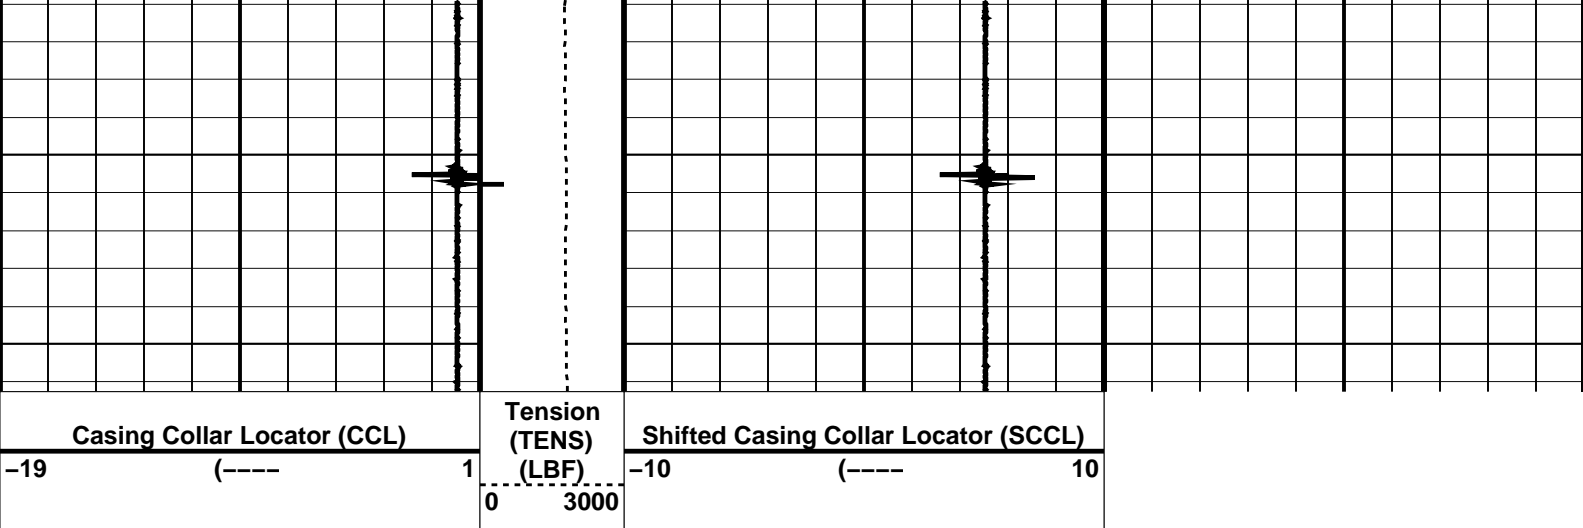 Casing Collar Locator (CCL)
–19 (–––– 1
Tension
(TENS)
(LBF)
0 3000
Shifted Casing Collar Locator (SCCL)
–10 (–––– 10